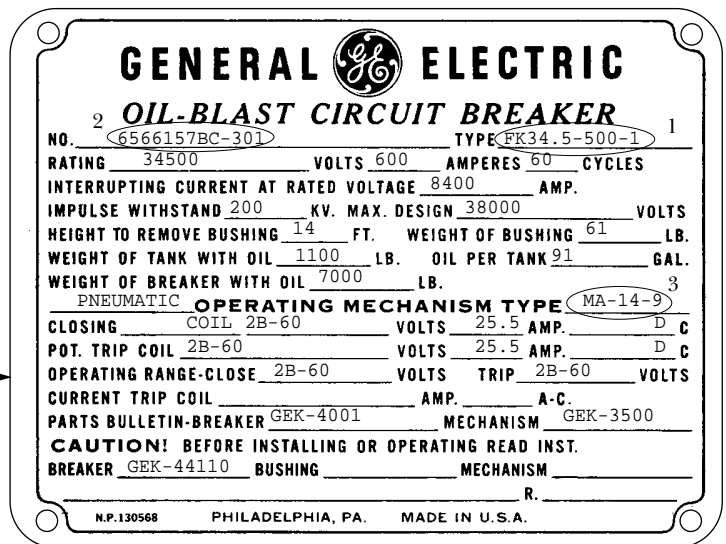 GENERAL GE ELECTRIC
OIL-BLAST CIRCUIT BREAKER
2 1
NO. 6566157BC-301 TYPE FK34.5-500-1
RATING 34500 VOLTS 600 AMPERES 60 CYCLES
INTERRUPTING CURRENT AT RATED VOLTAGE 8400 AMP.
IMPULSE WITHSTAND 200 KV. MAX. DESIGN 38000 VOLTS
HEIGHT TO REMOVE BUSHING 14 FT. WEIGHT OF BUSHING 61 LB.
WEIGHT OF TANK WITH OIL 1100 LB. OIL PER TANK 91 GAL.
WEIGHT OF BREAKER WITH OIL 7000 LB. 3
PNEUMATIC OPERATING MECHANISM TYPE MA-14-9
CLOSING COIL 2B-60 VOLTS 25.5 AMP. D C
POT. TRIP COIL 2B-60 VOLTS 25.5 AMP. D C
OPERATING RANGE-CLOSE 2B-60 VOLTS TRIP 2B-60 VOLTS
CURRENT TRIP COIL AMP. A-C.
PARTS BULLETIN-BREAKER GEK-4001 MECHANISM GEK-3500
CAUTION! BEFORE INSTALLING OR OPERATING READ INST.
BREAKER GEK-44110 BUSHING MECHANISM
R.
N.P.130568 PHILADELPHIA, PA. MADE IN U.S.A.